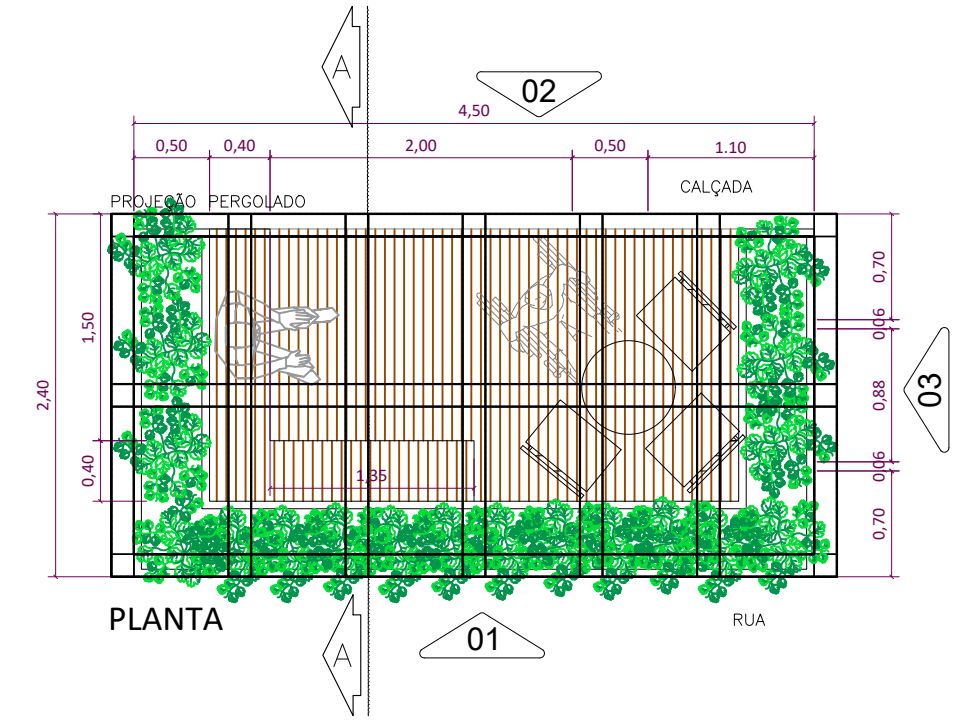 A
02
4,50
0,50 0,40 2,00 0,50 1.10
CALÇADA
PROJEÇÃO PERGOLADO
0,70
0,06
1,50
0,88
03
2,40
0,40
1,35
0,06
0,70
PLANTA
RUA
01
A